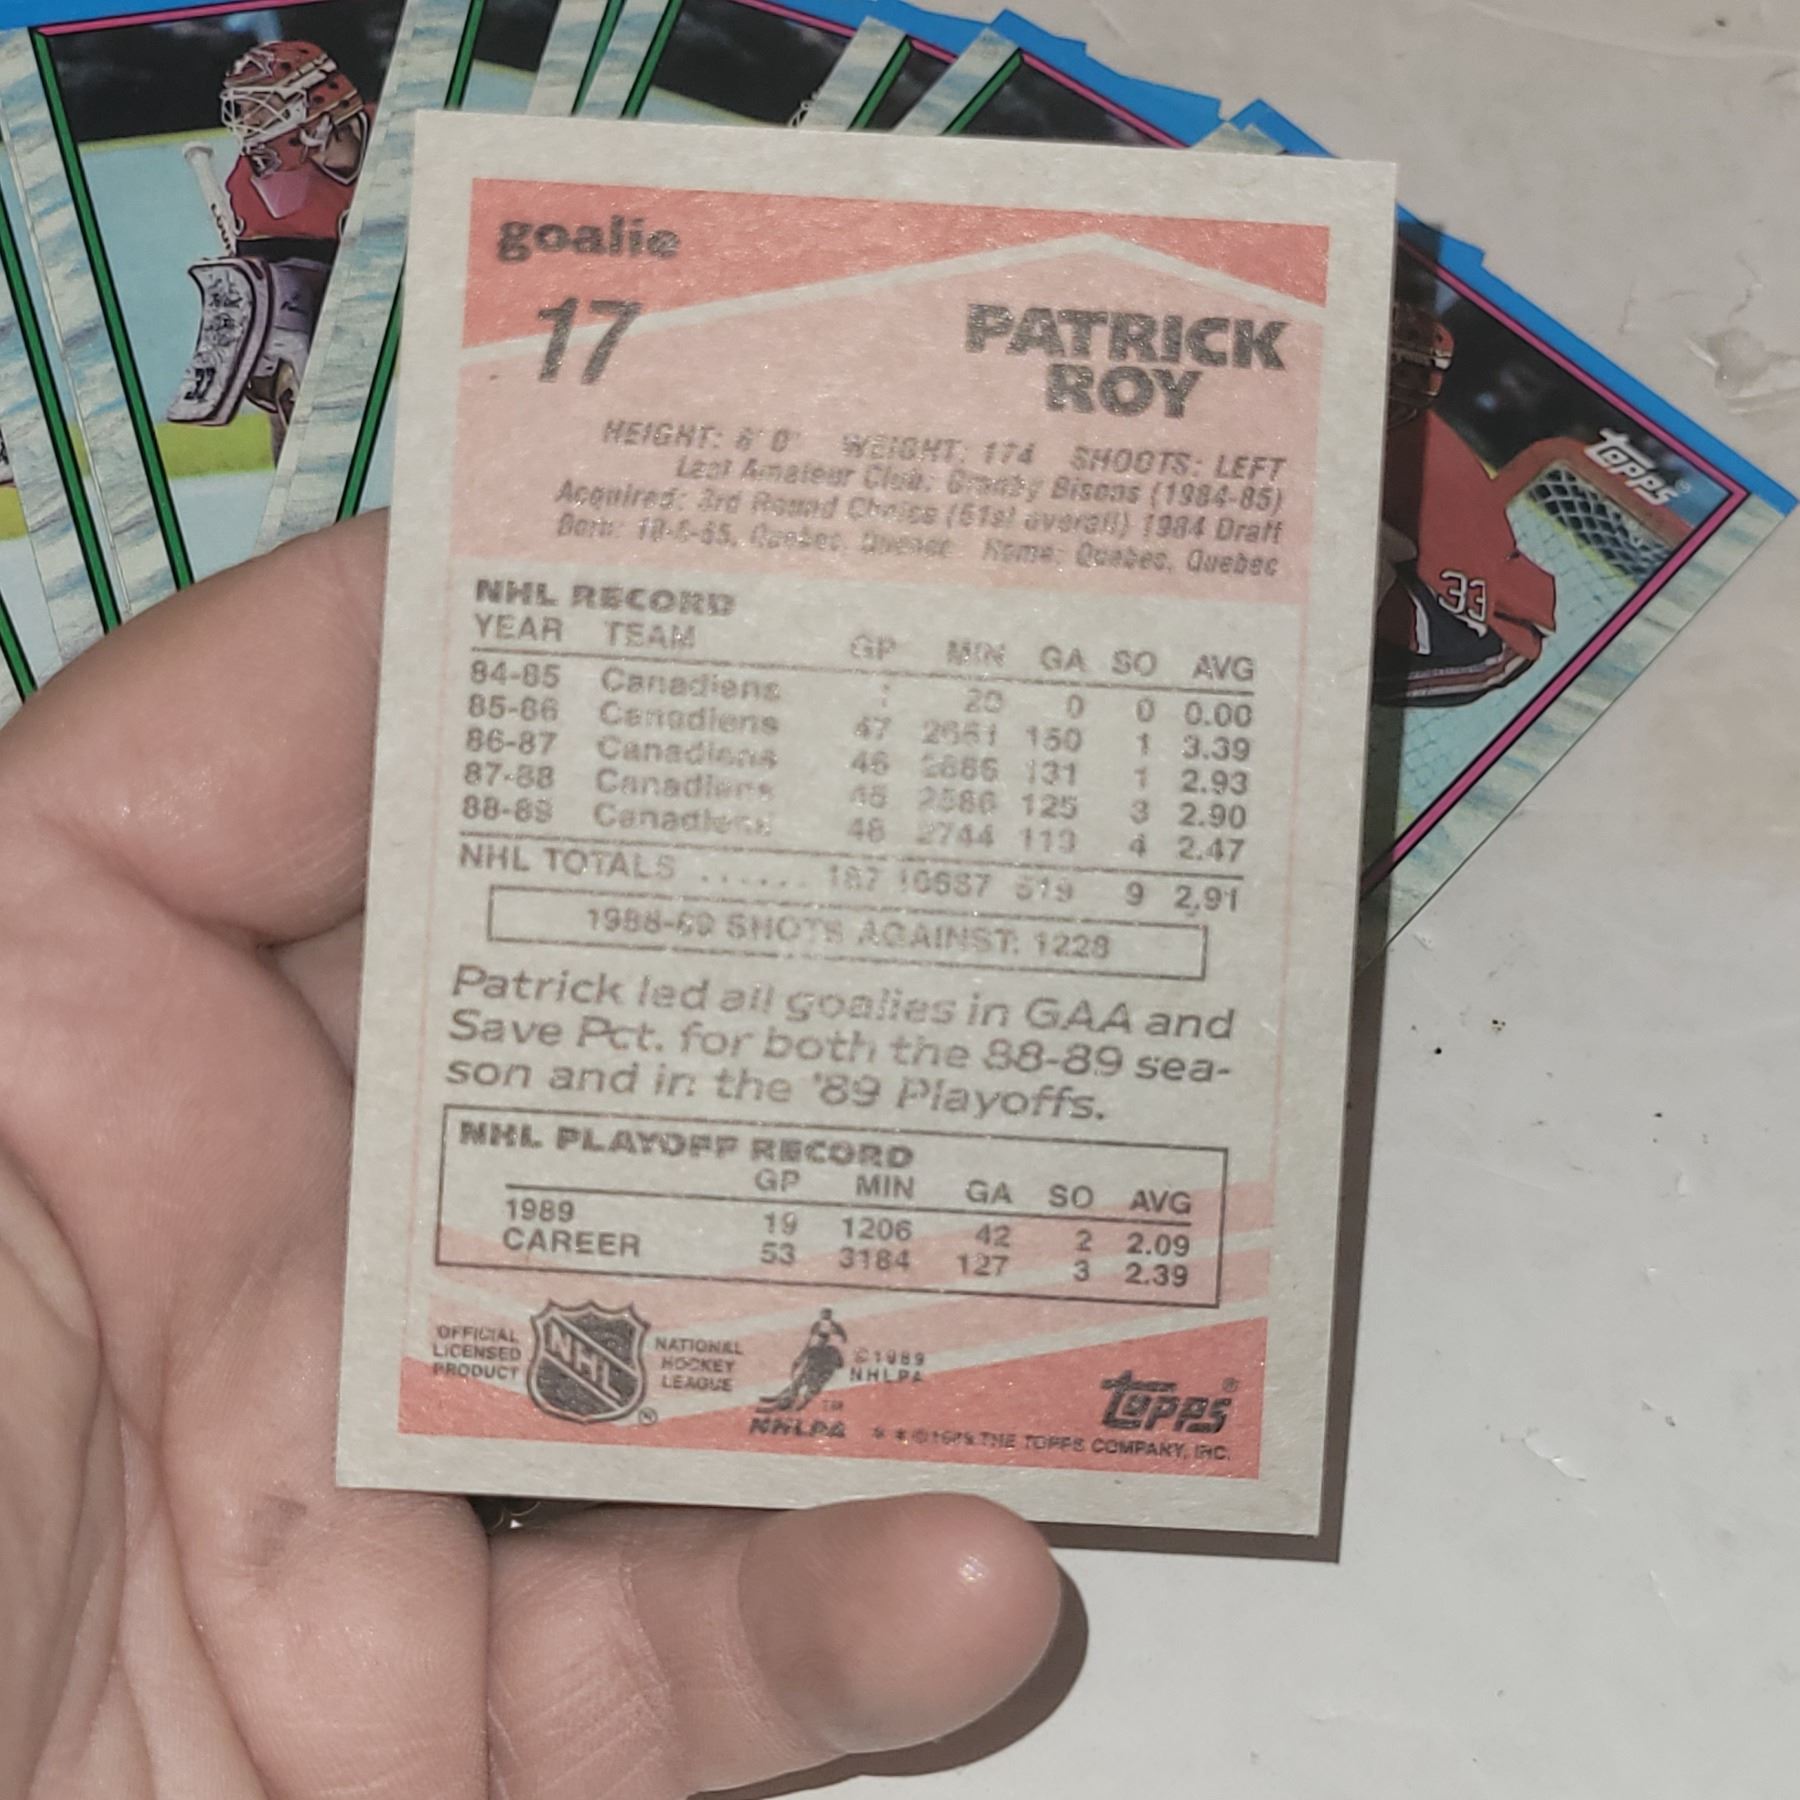 goalie
17
PATRICK
ROY
HEIGHT: 6' 0" WEIGHT: 174 SHOOTS: LEFT
Last Amateur Club: Granby Bisons (1984-85)
Acquired: 3rd Round Choice (51st overall) 1984 Draft
Born: 10-5-65, Quebec, Quebec Home: Quebec, Quebec
NHL RECORD
YEAR TEAM GP MIN GA SO AVG
84-85 Canadiens 1 20 0 0 0.00
85-86 Canadiens 47 2651 150 1 3.39
86-87 Canadiens 46 2686 131 1 2.93
87-88 Canadiens 45 2586 125 3 2.90
88-89 Canadiens 48 2744 113 4 2.47
NHL TOTALS ...... 187 10687 519 9 2.91
1988-89 SHOTS AGAINST: 1228
Patrick led all goalies in GAA and
Save Pct. for both the 88-89 sea-
son and in the '89 Playoffs.
NHL PLAYOFF RECORD
GP MIN GA SO AVG
1989 19 1206 42 2 2.09
CAREER 53 3184 127 3 2.39
OFFICIAL
LICENSED
PRODUCT
NHL
NATIONAL
HOCKEY
LEAGUE
©1989
NHLPA
TM
NHLPA
Topps®
* * ©1989 THE TOPPS COMPANY, INC.
Topps®
33